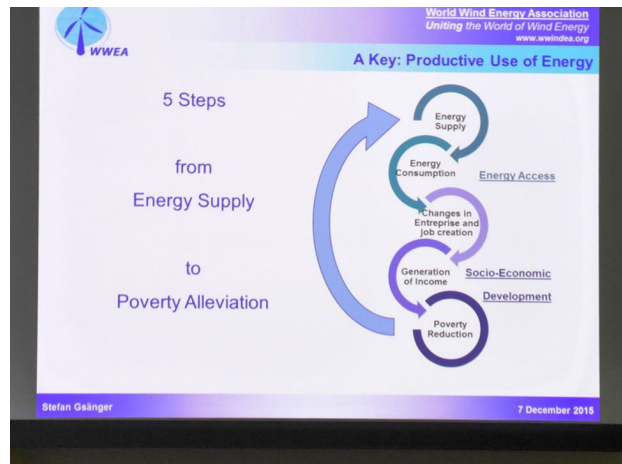 World Wind Energy Association
Uniting the World of Wind Energy
www.wwindea.org
WWEA
A Key: Productive Use of Energy
5 Steps
from
Energy Supply
to
Poverty Alleviation
Energy
Supply
Energy
Consumption
Energy Access
Changes in
Entreprise and
job creation
Generation
of Income
Socio-Economic
Development
Poverty
Reduction
Stefan Gsänger
7 December 2015